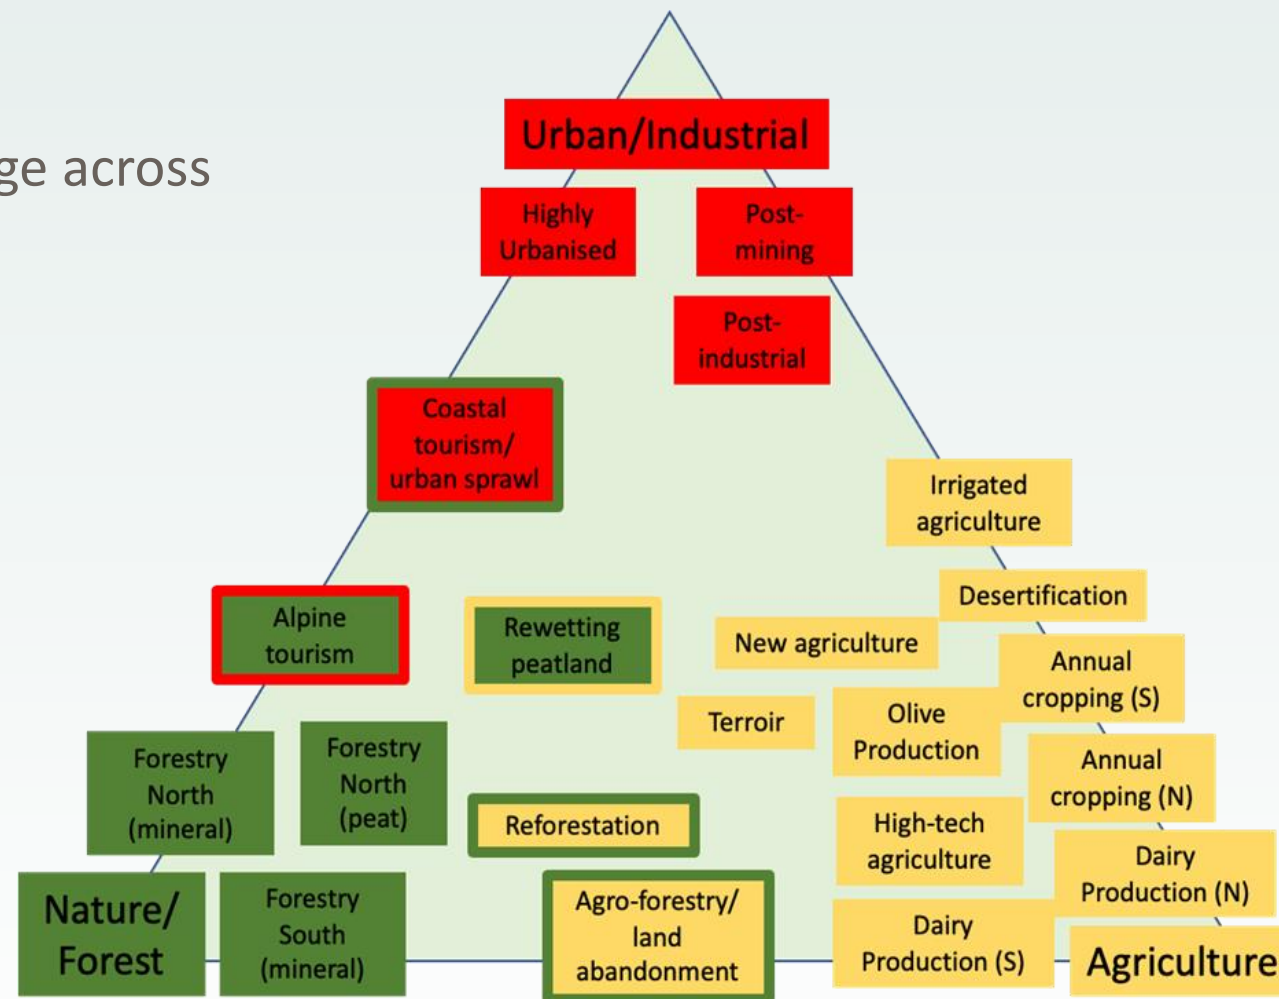 Urban/Industrial
ge across
Highly
Urbanised
Post-
mining
Post-
industrial
Coastal
tourism/
urban sprawl
Irrigated
agriculture
Desertification
Alpine
tourism
Rewetting
peatland
New agriculture
Annual
cropping (S)
Terroir
Olive
Production
Forestry
North
(mineral)
Forestry
North
(peat)
Annual
cropping (N)
Reforestation
High-tech
agriculture
Dairy
Production (N)
Nature/
Forest
Forestry
South
(mineral)
Agro-forestry/
land
abandonment
Dairy
Production (S)
Agriculture